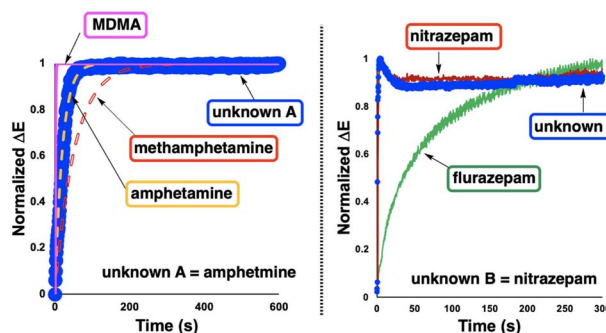 MDMA
unknown A
methamphetamine
amphetamine
unknown A = amphetmine
Normalized ΔE
1
0.8
0.6
0.4
0.2
0
0 200 400 600
Time (s)
nitrazepam
unknown
flurazepam
unknown B = nitrazepam
Normalized ΔE
1
0.8
0.6
0.4
0.2
0
50 100 150 200 250 300
Time (s)